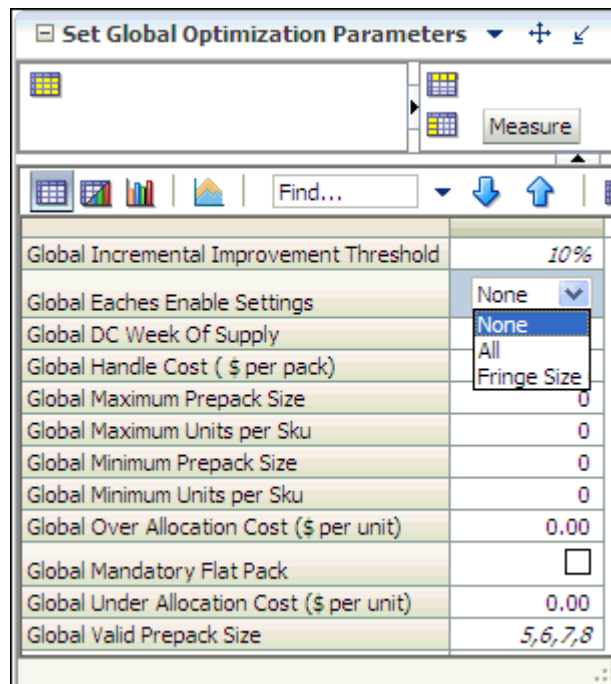 Set Global Optimization Parameters
Measure
Find...
Global Incremental Improvement Threshold 10%
Global Eaches Enable Settings None
None
All
Fringe Size
Global DC Week Of Supply
Global Handle Cost ( $ per pack)
Global Maximum Prepack Size 0
Global Maximum Units per Sku 0
Global Minimum Prepack Size 0
Global Minimum Units per Sku 0
Global Over Allocation Cost ($ per unit) 0.00
Global Mandatory Flat Pack
Global Under Allocation Cost ($ per unit) 0.00
Global Valid Prepack Size 5,6,7,8